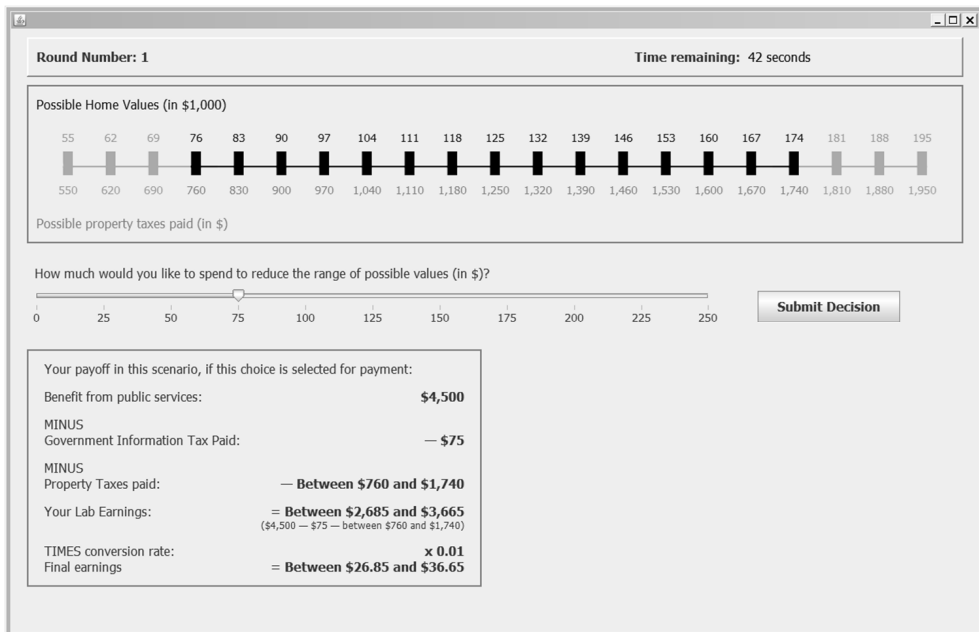 Round Number: 1 Time remaining: 42 seconds
Possible Home Values (in $1,000)
55 62 69 76 83 90 97 104 111 118 125 132 139 146 153 160 167 174 181 188 195
550 620 690 760 830 900 970 1,040 1,110 1,180 1,250 1,320 1,390 1,460 1,530 1,600 1,670 1,740 1,810 1,880 1,950
Possible property taxes paid (in $)
How much would you like to spend to reduce the range of possible values (in $)?
0 25 50 75 100 125 150 175 200 225 250
Submit Decision
Your payoff in this scenario, if this choice is selected for payment:
Benefit from public services: $4,500
MINUS
Government Information Tax Paid: — $75
MINUS
Property Taxes paid: — Between $760 and $1,740
Your Lab Earnings: = Between $2,685 and $3,665
($4,500 — $75 — between $760 and $1,740)
TIMES conversion rate: x 0.01
Final earnings = Between $26.85 and $36.65